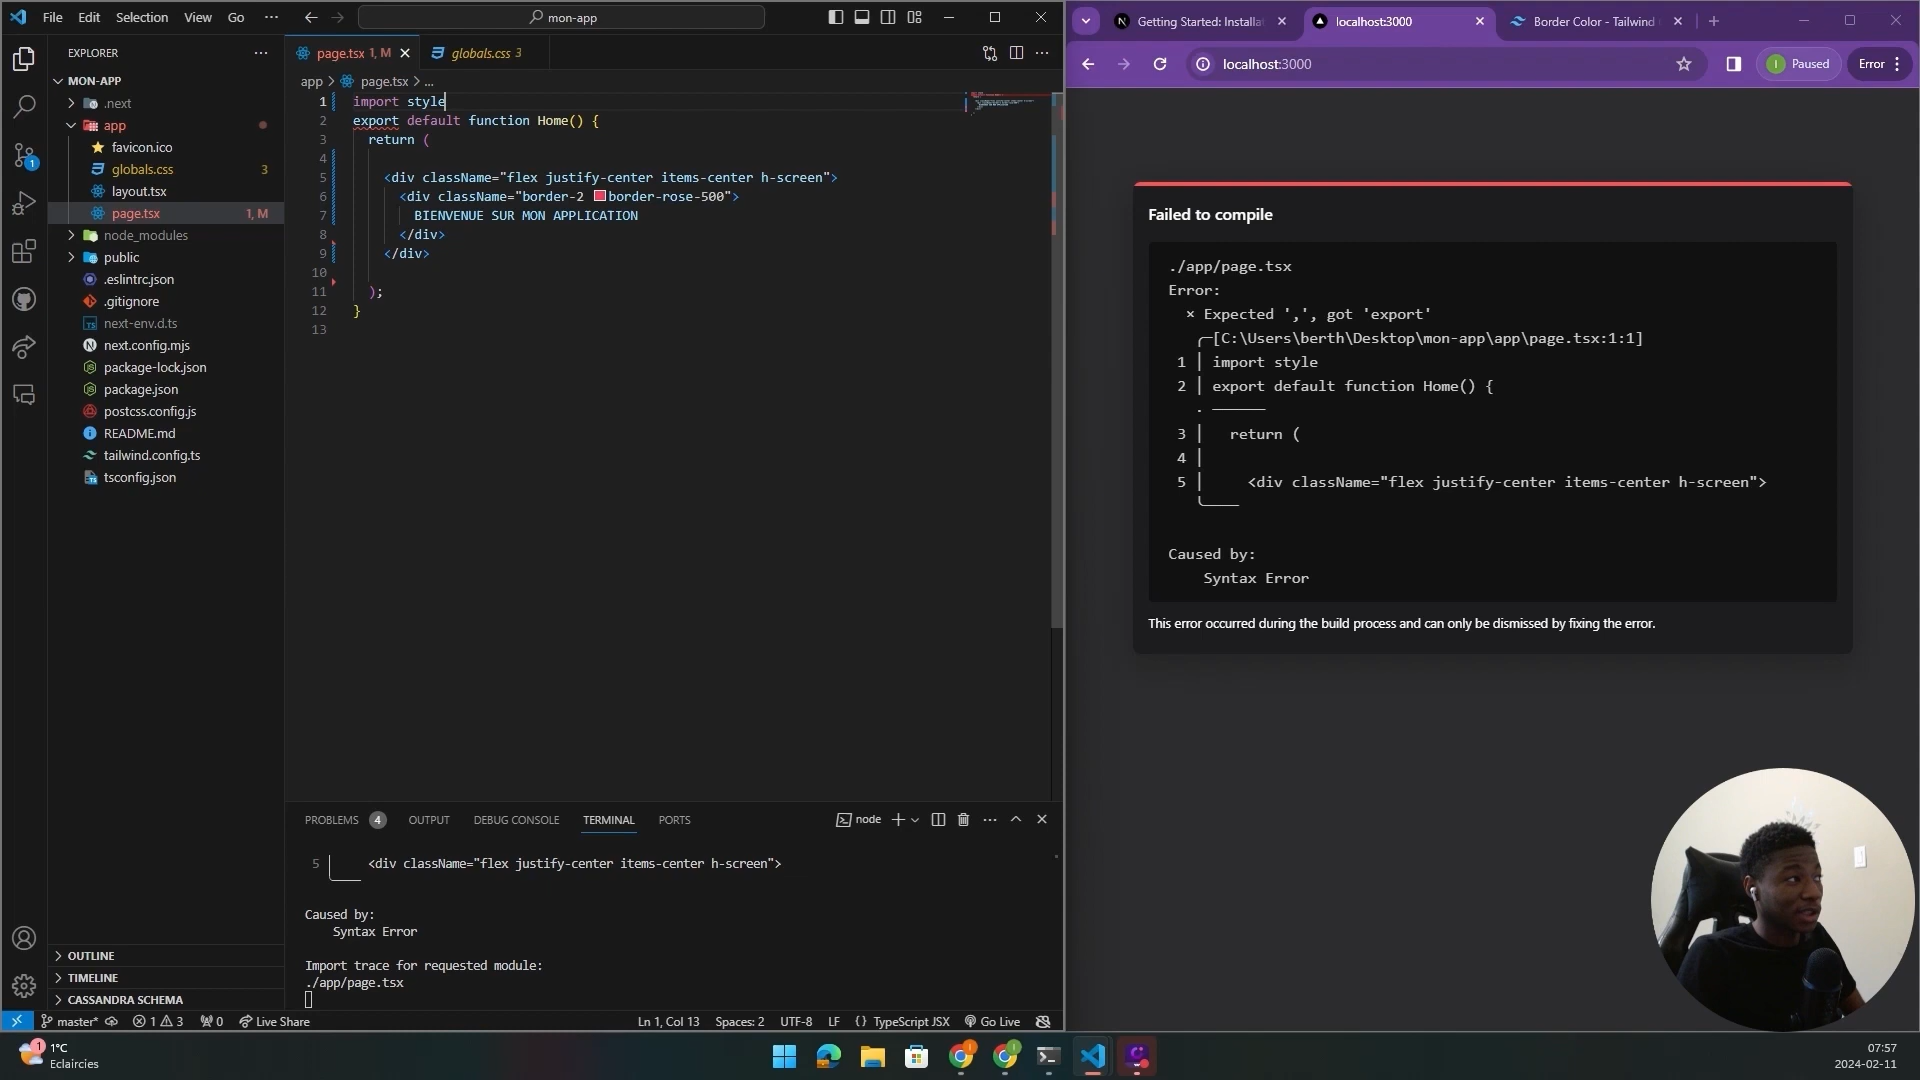 File Edit Selection View Go
mon-app
EXPLORER
MON-APP
.next
app
favicon.ico
globals.css 3
layout.tsx
page.tsx 1, M
node_modules
public
.eslintrc.json
.gitignore
next-env.d.ts
next.config.mjs
package-lock.json
package.json
postcss.config.js
README.md
tailwind.config.ts
tsconfig.json
OUTLINE
TIMELINE
CASSANDRA SCHEMA
page.tsx 1, M
globals.css 3
app > page.tsx > ...
1 import style
2 export default function Home() {
3 return (
4
5 <div className="flex justify-center items-center h-screen">
6 <div className="border-2 border-rose-500">
7 BIENVENUE SUR MON APPLICATION
8 </div>
9 </div>
10
11 );
12 }
13
PROBLEMS 4 OUTPUT DEBUG CONSOLE TERMINAL PORTS
node
5 <div className="flex justify-center items-center h-screen">
Caused by:
Syntax Error
Import trace for requested module:
./app/page.tsx
master* 1 3 0 Live Share
Ln 1, Col 13 Spaces: 2 UTF-8 LF {} TypeScript JSX Go Live
Getting Started: Installa
localhost:3000
Border Color - Tailwind
localhost:3000
I Paused
Error
Failed to compile
./app/page.tsx
Error:
× Expected ',', got 'export'
[C:\Users\berth\Desktop\mon-app\app\page.tsx:1:1]
1 | import style
2 | export default function Home() {
3 | return (
4 |
5 | <div className="flex justify-center items-center h-screen">
Caused by:
Syntax Error
This error occurred during the build process and can only be dismissed by fixing the error.
1
1°C
Eclaircies
07:57
2024-02-11